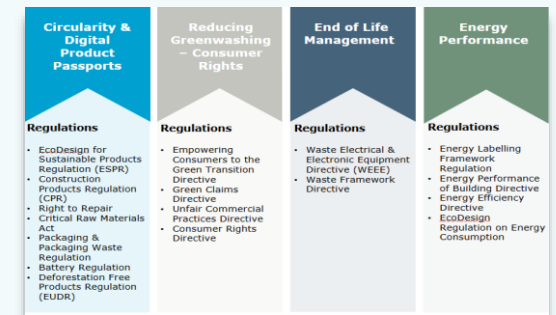 Circularity &
Digital
Product
Passports
Regulations
• EcoDesign for
Sustainable Products
Regulation (ESPR)
• Construction
Products Regulation
(CPR)
• Right to Repair
• Critical Raw Materials
Act
• Packaging &
Packaging Waste
Regulation
• Battery Regulation
• Deforestation Free
Products Regulation
(EUDR)
Reducing
Greenwashing
– Consumer
Rights
Regulations
• Empowering
Consumers to the
Green Transition
Directive
• Green Claims
Directive
• Unfair Commercial
Practices Directive
• Consumer Rights
Directive
End of Life
Management
Regulations
• Waste Electrical &
Electronic Equipment
Directive (WEEE)
• Waste Framework
Directive
Energy
Performance
Regulations
• Energy Labelling
Framework
Regulation
• Energy Performance
of Building Directive
• Energy Efficiency
Directive
• EcoDesign
Regulation on Energy
Consumption